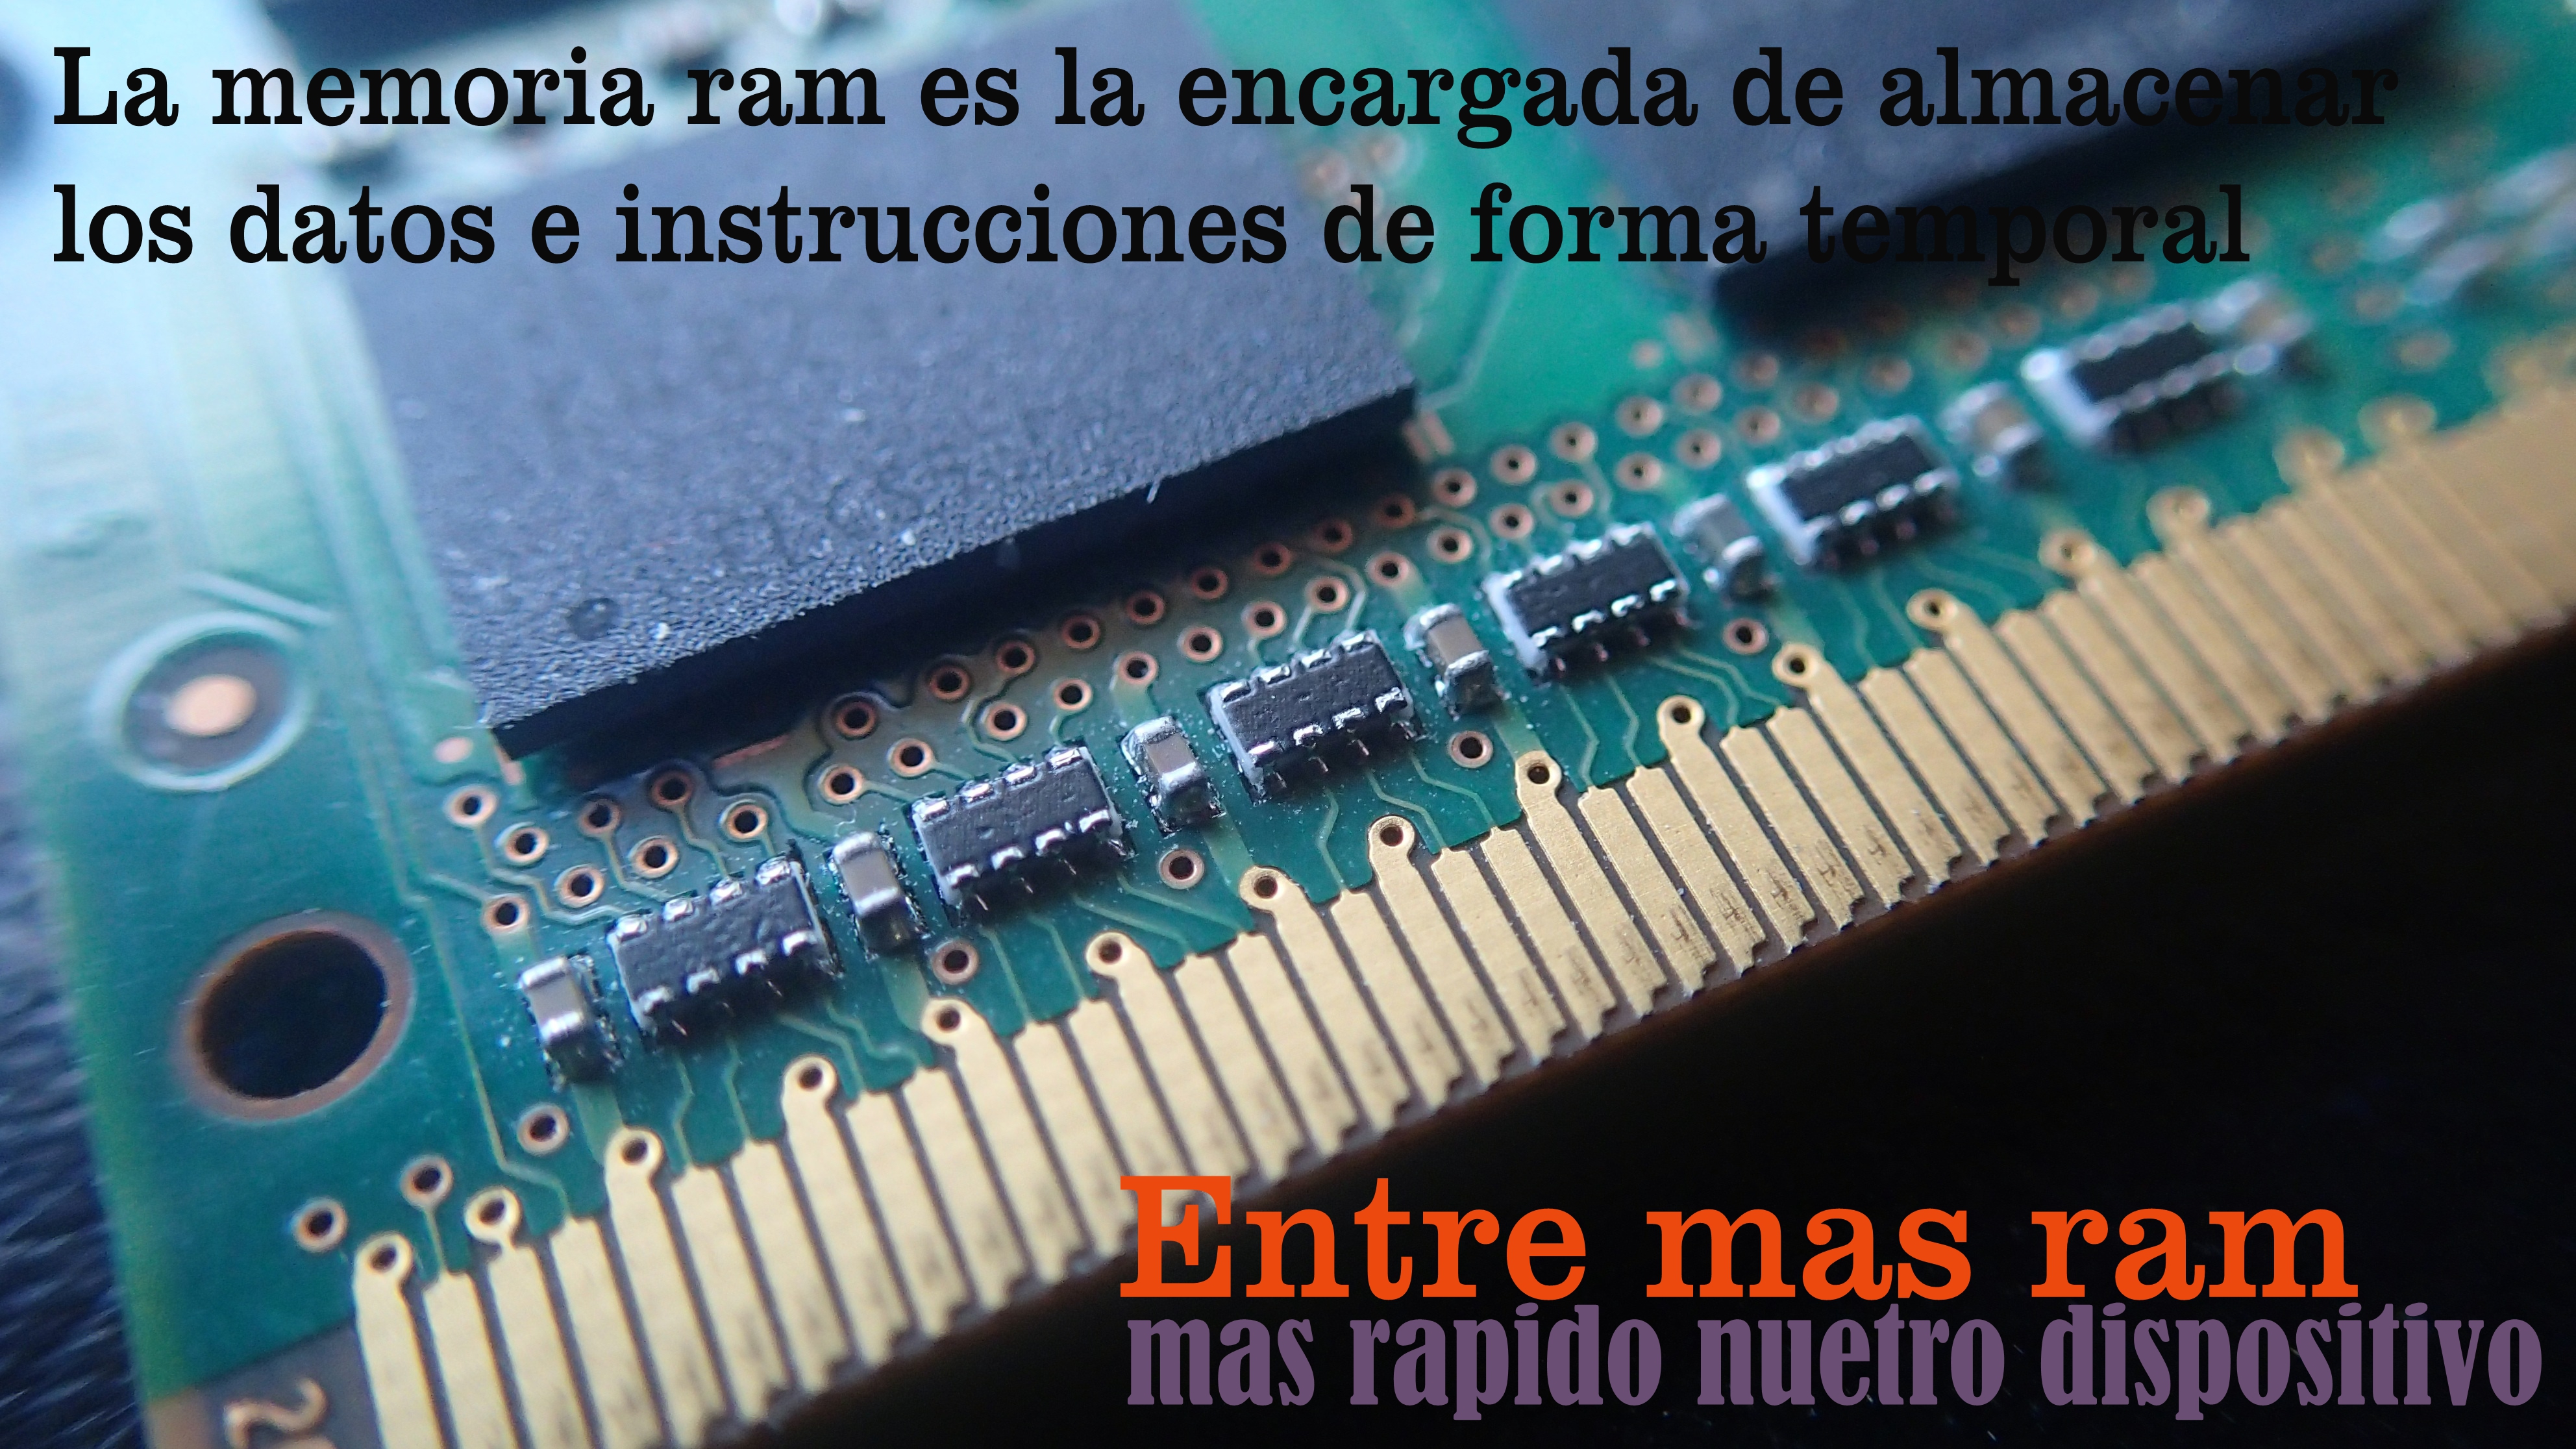 La memoria ram es la encargada de almacenar
los datos e instrucciones de forma temporal
Entre mas ram
mas rapido nuetro dispositivo
2